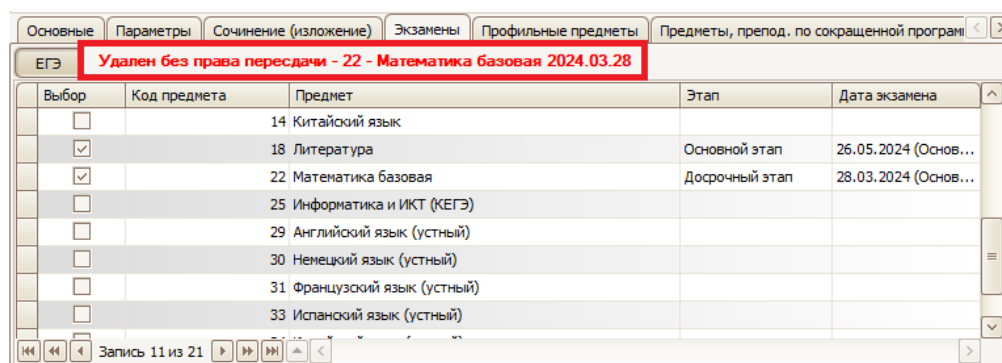 Основные Параметры Сочинение (изложение) Экзамены Профильные предметы Предметы, препод. по сокращенной програм
ЕГЭ Удален без права пересдачи - 22 - Математика базовая 2024.03.28
Выбор Код предмета Предмет Этап Дата экзамена
14 Китайский язык
18 Литература Основной этап 26.05.2024 (Основ...
22 Математика базовая Досрочный этап 28.03.2024 (Основ...
25 Информатика и ИКТ (КЕГЭ)
29 Английский язык (устный)
30 Немецкий язык (устный)
31 Французский язык (устный)
33 Испанский язык (устный)
Запись 11 из 21